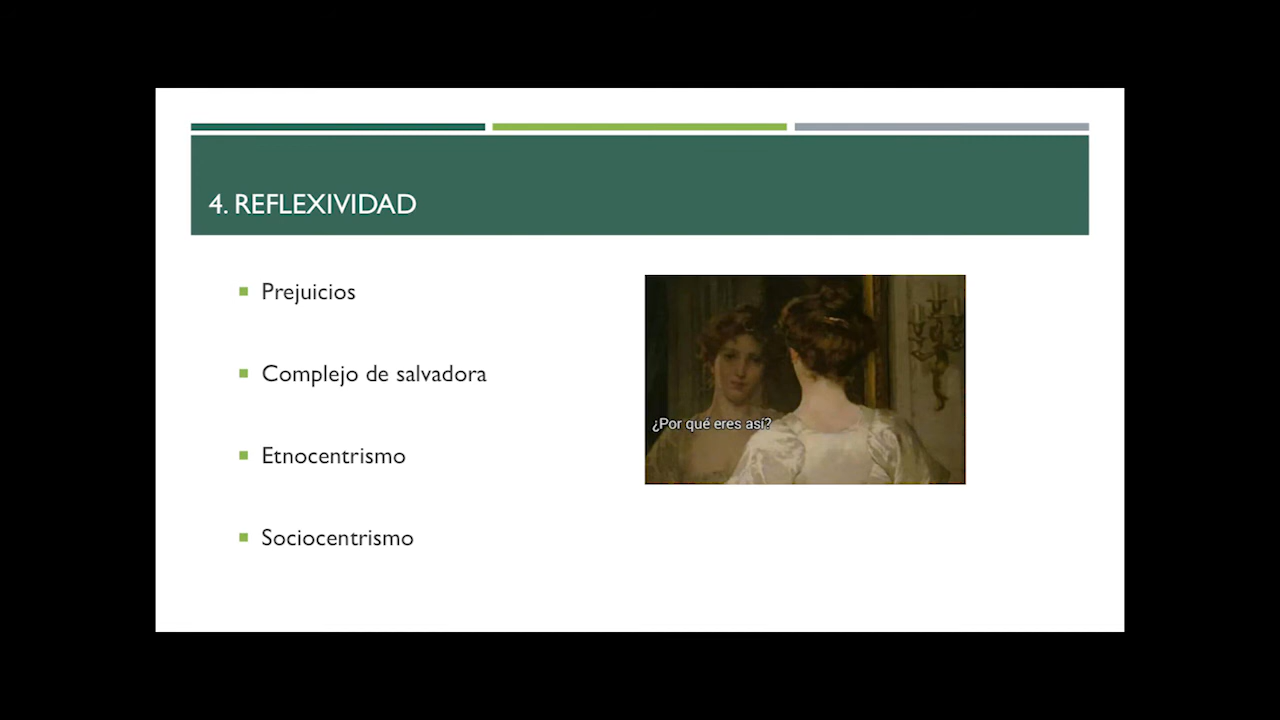 4. REFLEXIVIDAD
Prejuicios
Complejo de salvadora
Etnocentrismo
Sociocentrismo
¿Por qué eres así?